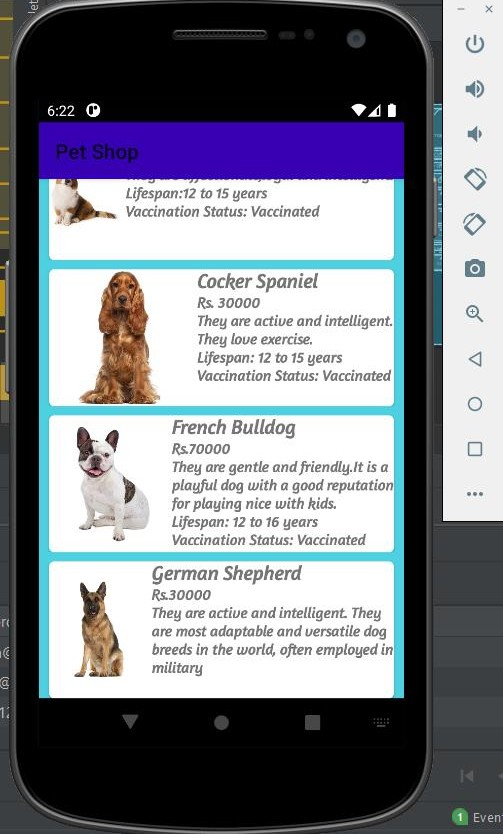 6:22
Pet Shop
Lifespan:12 to 15 years
Vaccination Status: Vaccinated
Cocker Spaniel
Rs. 30000
They are active and intelligent.
They love exercise.
Lifespan: 12 to 15 years
Vaccination Status: Vaccinated
French Bulldog
Rs.70000
They are gentle and friendly.It is a
playful dog with a good reputation
for playing nice with kids.
Lifespan: 12 to 16 years
Vaccination Status: Vaccinated
German Shepherd
Rs.30000
They are active and intelligent. They
are most adaptable and versatile dog
breeds in the world, often employed in
military
1 Even